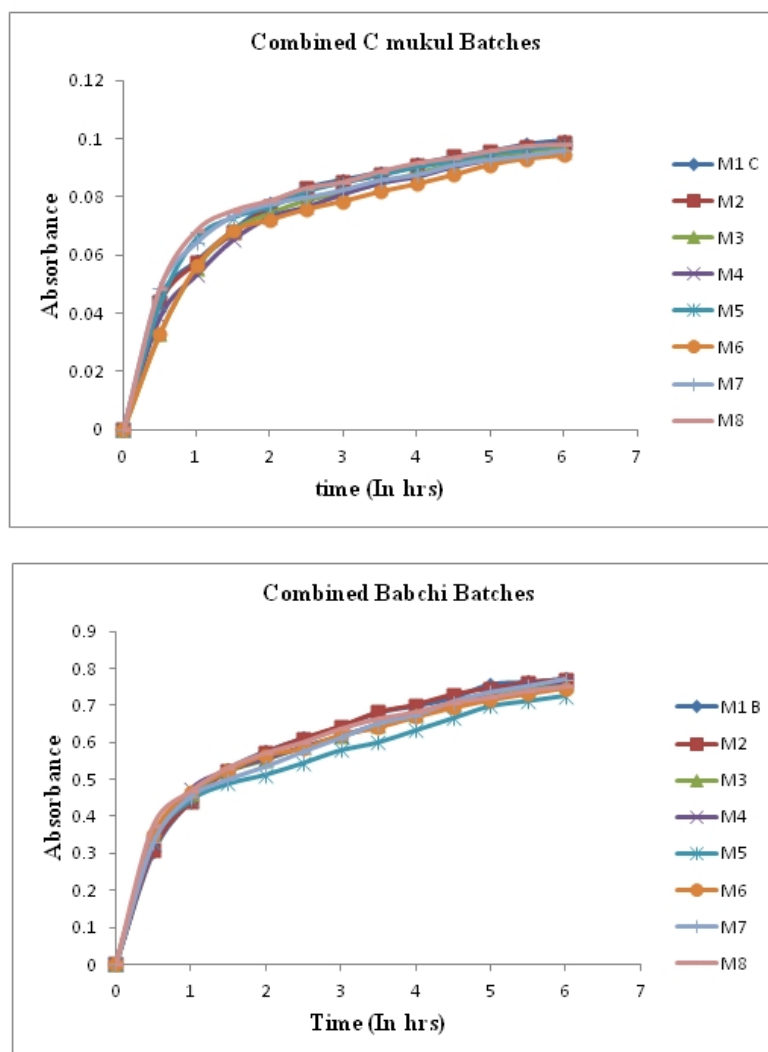 Combined C mukul Batches
0.12
0.1
0.08
0.06
0.04
0.02
0
Absorbance
0 1 2 3 4 5 6 7
time (In hrs)
M1 C
M2
M3
M4
M5
M6
M7
M8
Combined Babchi Batches
0.9
0.8
0.7
0.6
0.5
0.4
0.3
0.2
0.1
0
Absorbance
0 1 2 3 4 5 6 7
Time (In hrs)
M1 B
M2
M3
M4
M5
M6
M7
M8